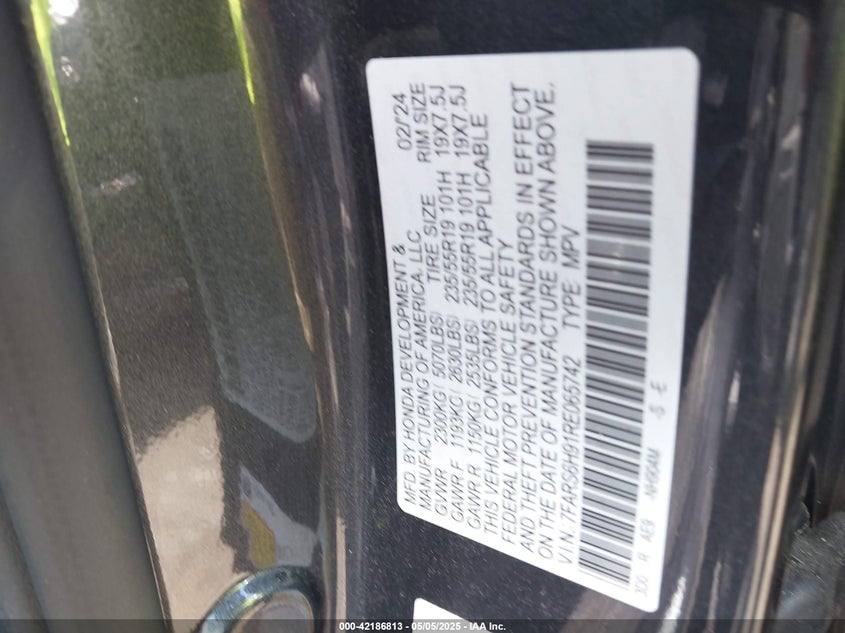 MFD. BY HONDA DEVELOPMENT & 02/'24
MANUFACTURING OF AMERICA, LLC
TIRE SIZE RIM SIZE
GVWR 2300KG( 5070LBS) 235/55R19 101H 19X7.5J
GAWR F 1193KG( 2630LBS) 235/55R19 101H 19X7.5J
GAWR R 1150KG( 2535LBS)
THIS VEHICLE CONFORMS TO ALL APPLICABLE
FEDERAL MOTOR VEHICLE SAFETY
AND THEFT PREVENTION STANDARDS IN EFFECT
ON THE DATE OF MANUFACTURE SHOWN ABOVE.
V.I.N.: 7FARS6H91RE065742 TYPE: MPV
3D0 R AE9 -S -E
000-42186813 - 05/05/2025 - IAA Inc.